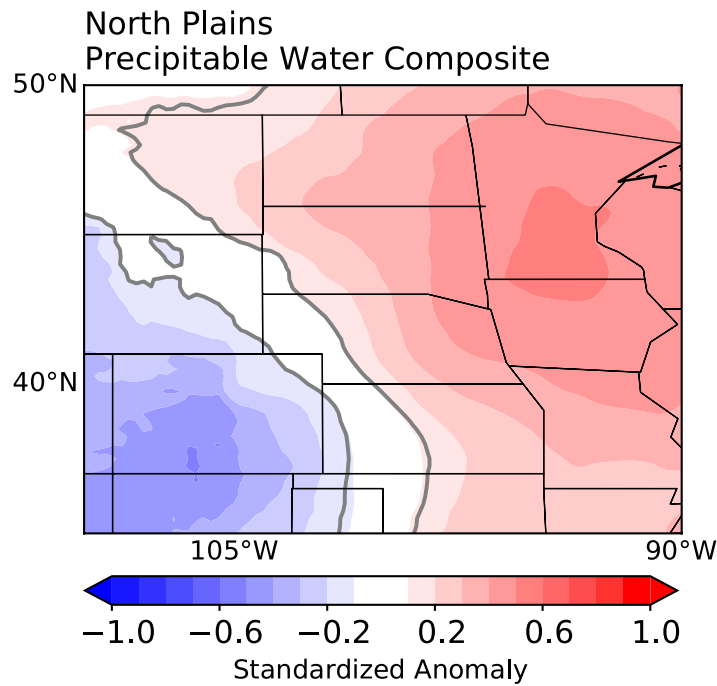 North Plains
Precipitable Water Composite
50°N
40°N
105°W 90°W
−1.0 −0.6 −0.2 0.2 0.6 1.0
Standardized Anomaly